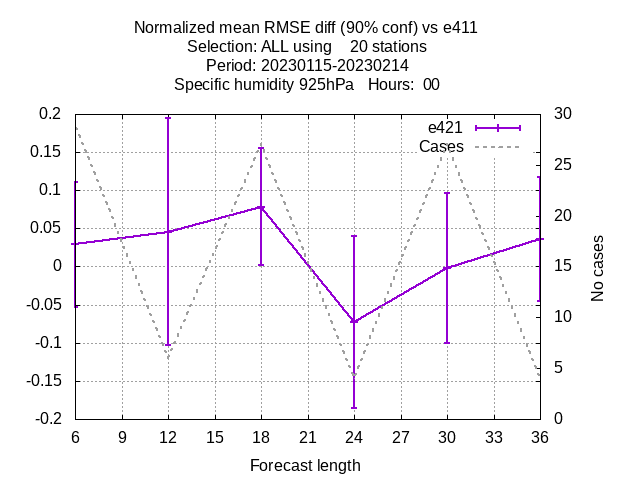 Normalized mean RMSE diff (90% conf) vs e411
Selection: ALL using    20 stations
Period: 20230115-20230214
Specific humidity 925hPa   Hours:  00
0.2
0.15
0.1
0.05
0
-0.05
-0.1
-0.15
-0.2
30
25
20
15
10
5
0
e421
Cases
No cases
6 9 12 15 18 21 24 27 30 33 36
Forecast length